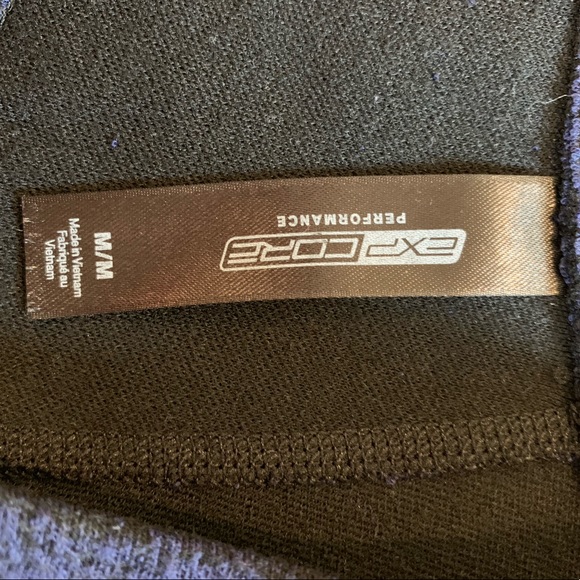 EXP CORE
PERFORMANCE
M/M
Made in Vietnam
Fabriqué au
Vietnam